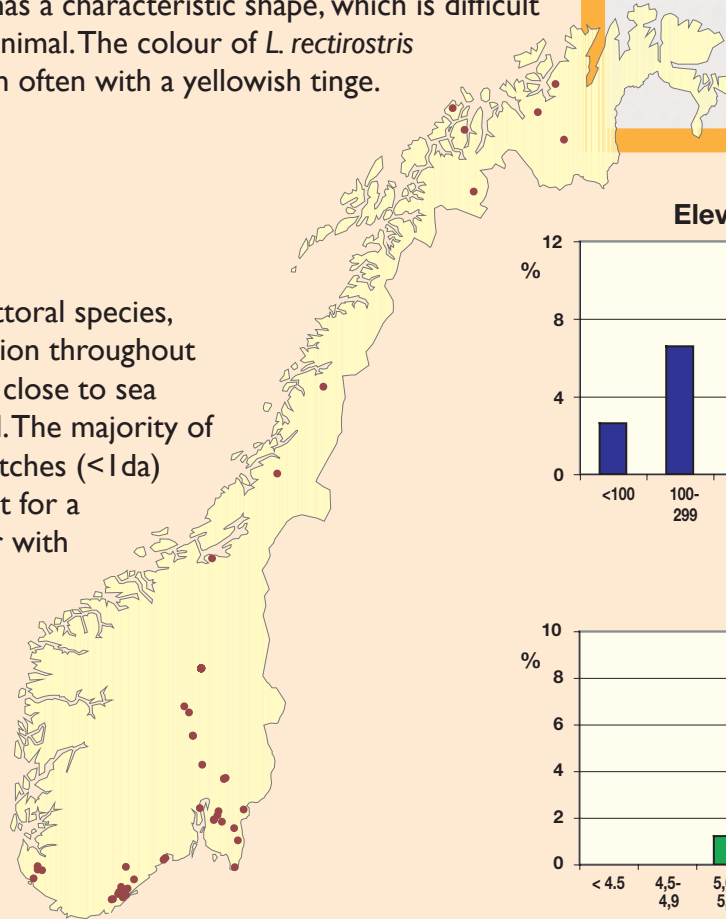 has a characteristic shape, which is difficult
nimal. The colour of L. rectirostris
n often with a yellowish tinge.
ttoral species,
ion throughout
close to sea
l. The majority of
tches (<1da)
t for a
r with
Elev
12
%
8
4
0
<100
100-
299
10
%
8
6
4
2
0
< 4.5
4,5-
4,9